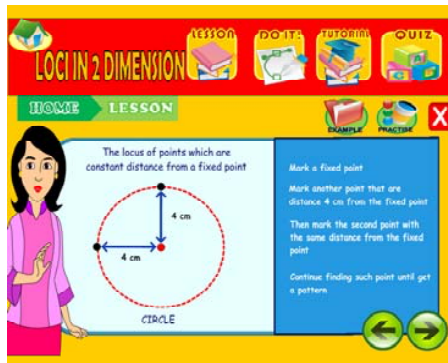 LESSON
DO IT!
TUTORIAL
QUIZ
LOCI IN 2 DIMENSION
HOME
LESSON
EXAMPLE
PRACTISE
X
The locus of points which are
constant distance from a fixed point
4 cm
4 cm
CIRCLE
Mark a fixed point
Mark another point that are
distance 4 cm from the fixed point
Then mark the second point with
the same distance from the fixed
point
Continue finding such point until get
a pattern